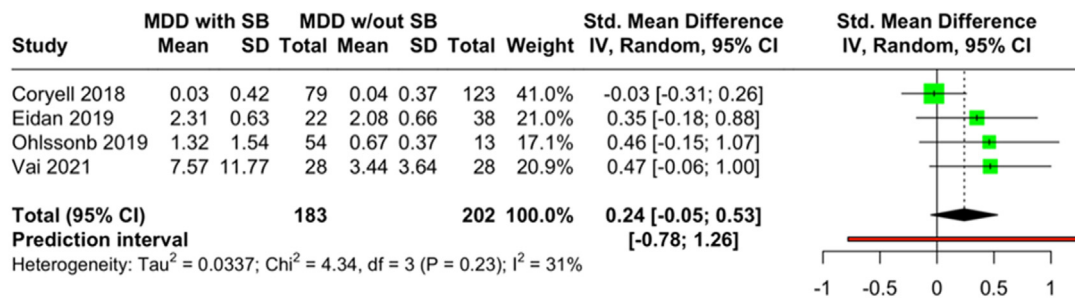 MDD with SB MDD w/out SB Std. Mean Difference Std. Mean Difference
Study Mean SD Total Mean SD Total Weight IV, Random, 95% CI IV, Random, 95% CI
Coryell 2018 0.03 0.42 79 0.04 0.37 123 41.0% -0.03 [-0.31; 0.26]
Eidan 2019 2.31 0.63 22 2.08 0.66 38 21.0% 0.35 [-0.18; 0.88]
Ohlssonb 2019 1.32 1.54 54 0.67 0.37 13 17.1% 0.46 [-0.15; 1.07]
Vai 2021 7.57 11.77 28 3.44 3.64 28 20.9% 0.47 [-0.06; 1.00]
Total (95% CI) 183 202 100.0% 0.24 [-0.05; 0.53]
Prediction interval [-0.78; 1.26]
Heterogeneity: Tau² = 0.0337; Chi² = 4.34, df = 3 (P = 0.23); I² = 31%
-1 -0.5 0 0.5 1